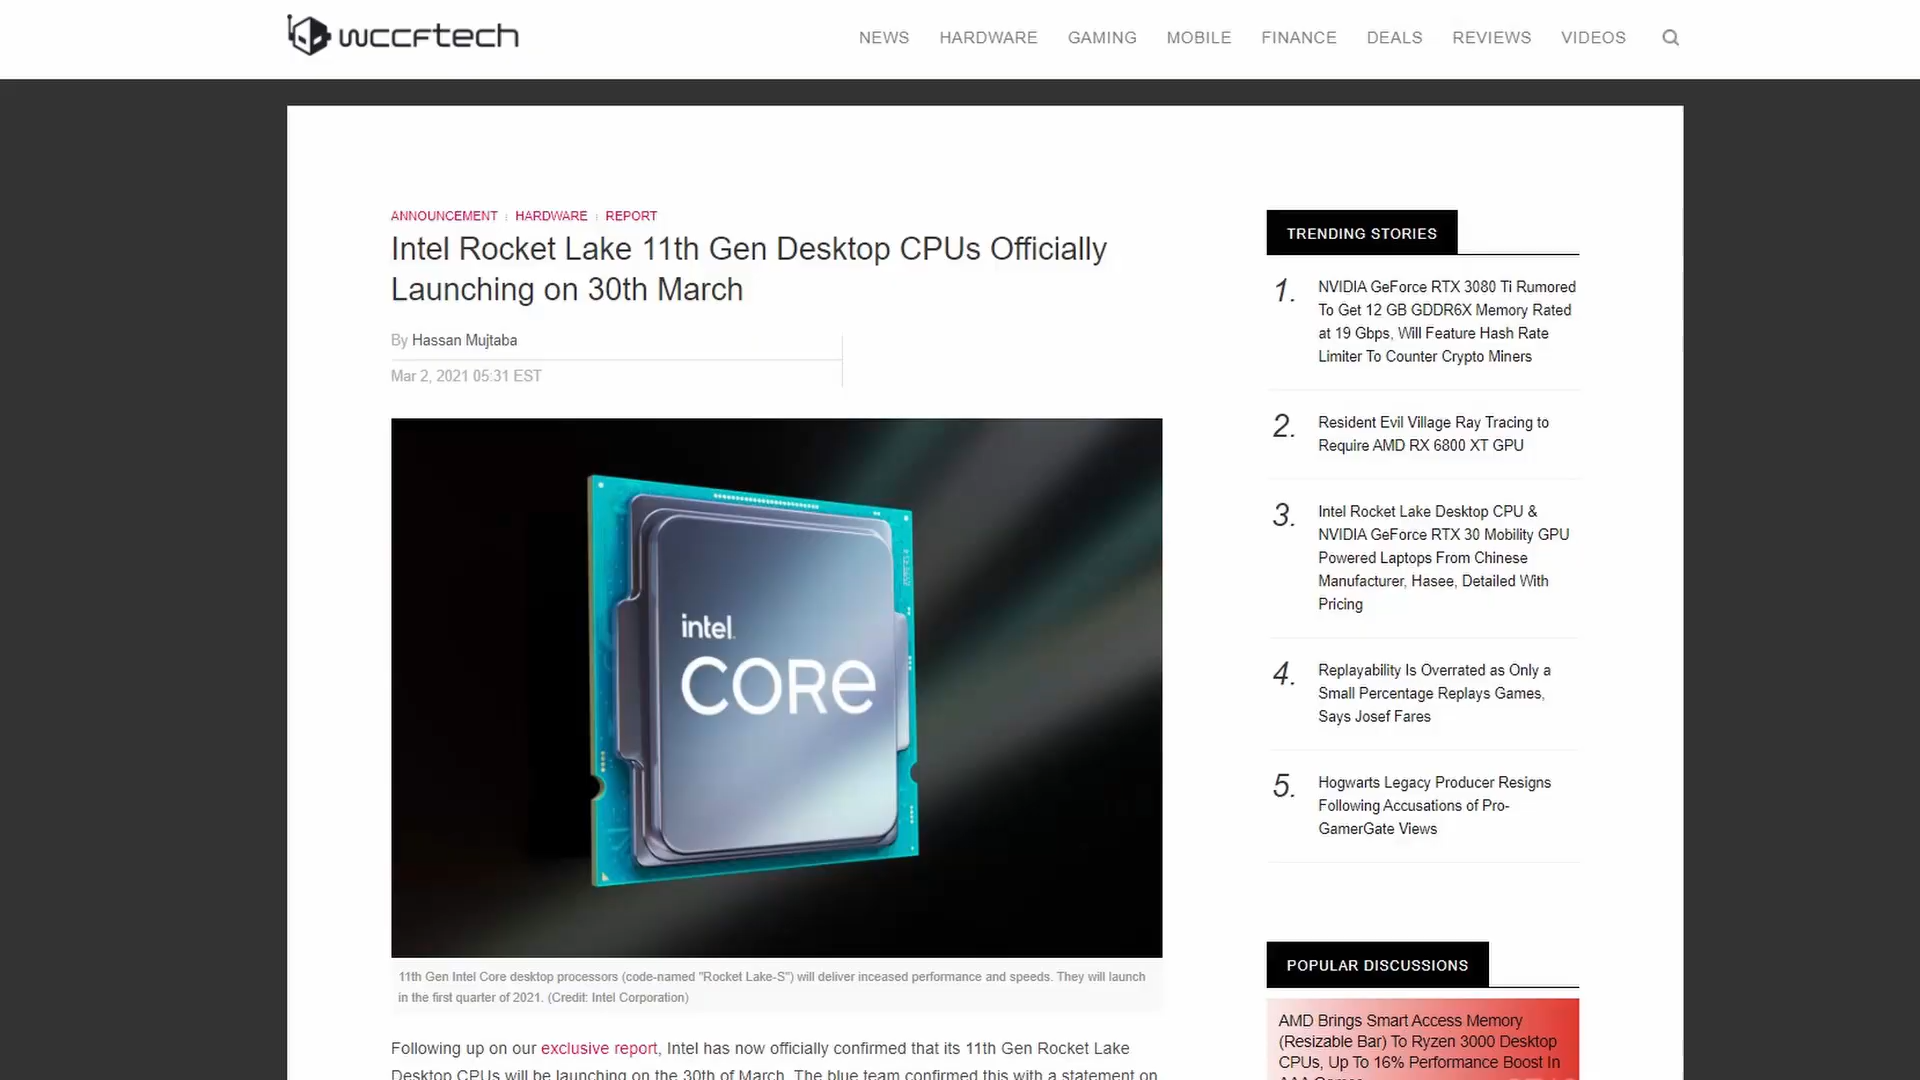 wccftech
NEWS HARDWARE GAMING MOBILE FINANCE DEALS REVIEWS VIDEOS
ANNOUNCEMENT HARDWARE REPORT
Intel Rocket Lake 11th Gen Desktop CPUs Officially
Launching on 30th March
By Hassan Mujtaba
Mar 2, 2021 05:31 EST
intel
CORE
11th Gen Intel Core desktop processors (code-named "Rocket Lake-S") will deliver inceased performance and speeds. They will launch
in the first quarter of 2021. (Credit: Intel Corporation)
Following up on our exclusive report, Intel has now officially confirmed that its 11th Gen Rocket Lake
Desktop CPUs will be launching on the 30th of March. The blue team confirmed this with a statement on
TRENDING STORIES
1. NVIDIA GeForce RTX 3080 Ti Rumored
To Get 12 GB GDDR6X Memory Rated
at 19 Gbps, Will Feature Hash Rate
Limiter To Counter Crypto Miners
2. Resident Evil Village Ray Tracing to
Require AMD RX 6800 XT GPU
3. Intel Rocket Lake Desktop CPU &
NVIDIA GeForce RTX 30 Mobility GPU
Powered Laptops From Chinese
Manufacturer, Hasee, Detailed With
Pricing
4. Replayability Is Overrated as Only a
Small Percentage Replays Games,
Says Josef Fares
5. Hogwarts Legacy Producer Resigns
Following Accusations of Pro-
GamerGate Views
POPULAR DISCUSSIONS
AMD Brings Smart Access Memory
(Resizable Bar) To Ryzen 3000 Desktop
CPUs, Up To 16% Performance Boost In
AAA Games